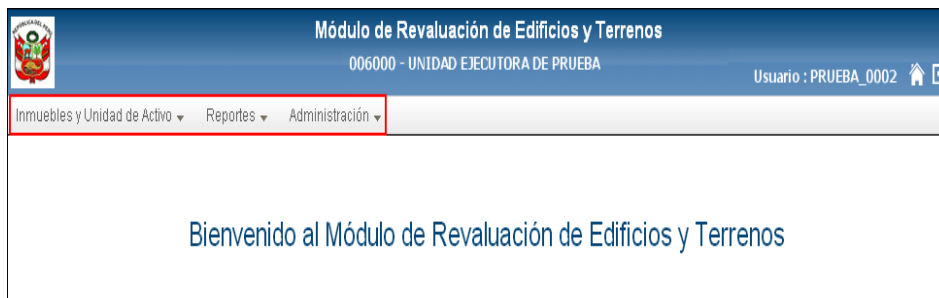 Módulo de Revaluación de Edificios y Terrenos
006000 - UNIDAD EJECUTORA DE PRUEBA
Usuario : PRUEBA_0002
Inmuebles y Unidad de Activo Reportes Administración
Bienvenido al Módulo de Revaluación de Edificios y Terrenos